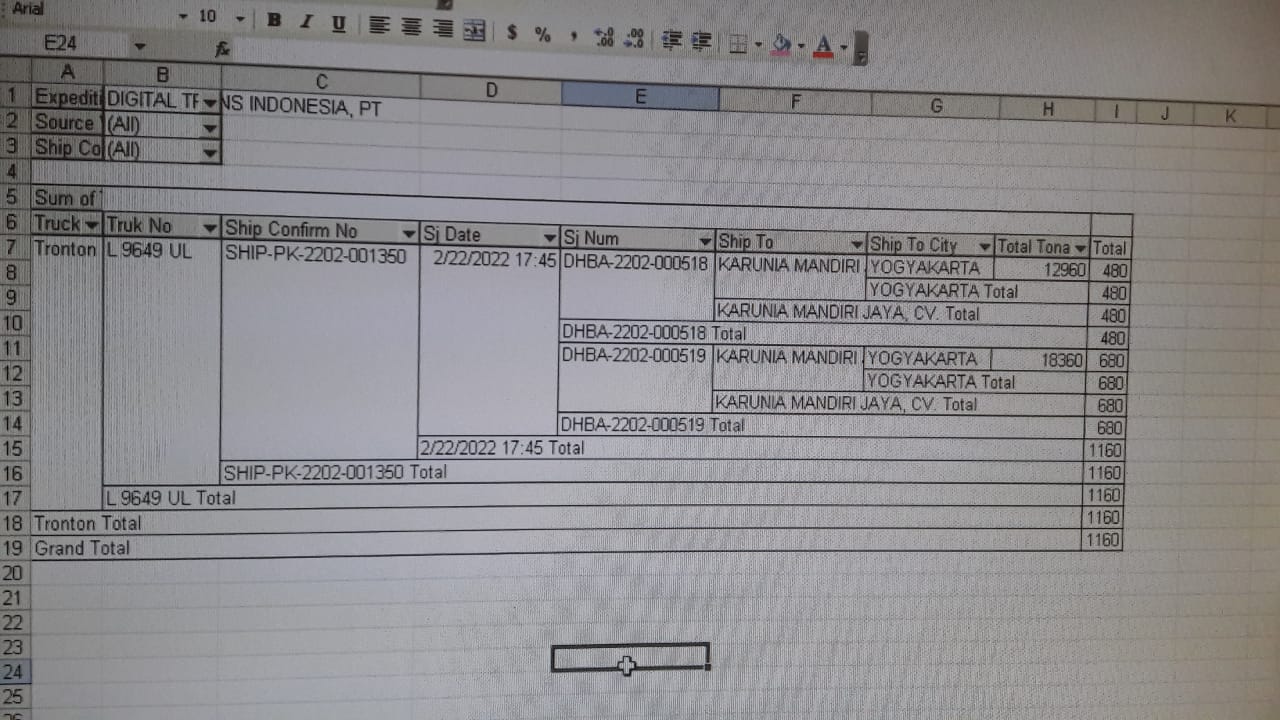 Arial 10 B I U $ % ,
E24 fx
A B C D E F G H I J K
1 Expediti DIGITAL TRANS INDONESIA, PT
2 Source (All)
3 Ship Co (All)
4
5 Sum of
6 Truck Truk No Ship Confirm No Sj Date Sj Num Ship To Ship To City Total Tona Total
7 Tronton L 9649 UL SHIP-PK-2202-001350 2/22/2022 17:45 DHBA-2202-000518 KARUNIA MANDIRI YOGYAKARTA 12960 480
8 YOGYAKARTA Total 480
9 KARUNIA MANDIRI JAYA, CV. Total 480
10 DHBA-2202-000518 Total 480
11 DHBA-2202-000519 KARUNIA MANDIRI YOGYAKARTA 18360 680
12 YOGYAKARTA Total 680
13 KARUNIA MANDIRI JAYA, CV. Total 680
14 DHBA-2202-000519 Total 680
15 2/22/2022 17:45 Total 1160
16 SHIP-PK-2202-001350 Total 1160
17 L 9649 UL Total 1160
18 Tronton Total 1160
19 Grand Total 1160
20
21
22
23
24
25
26